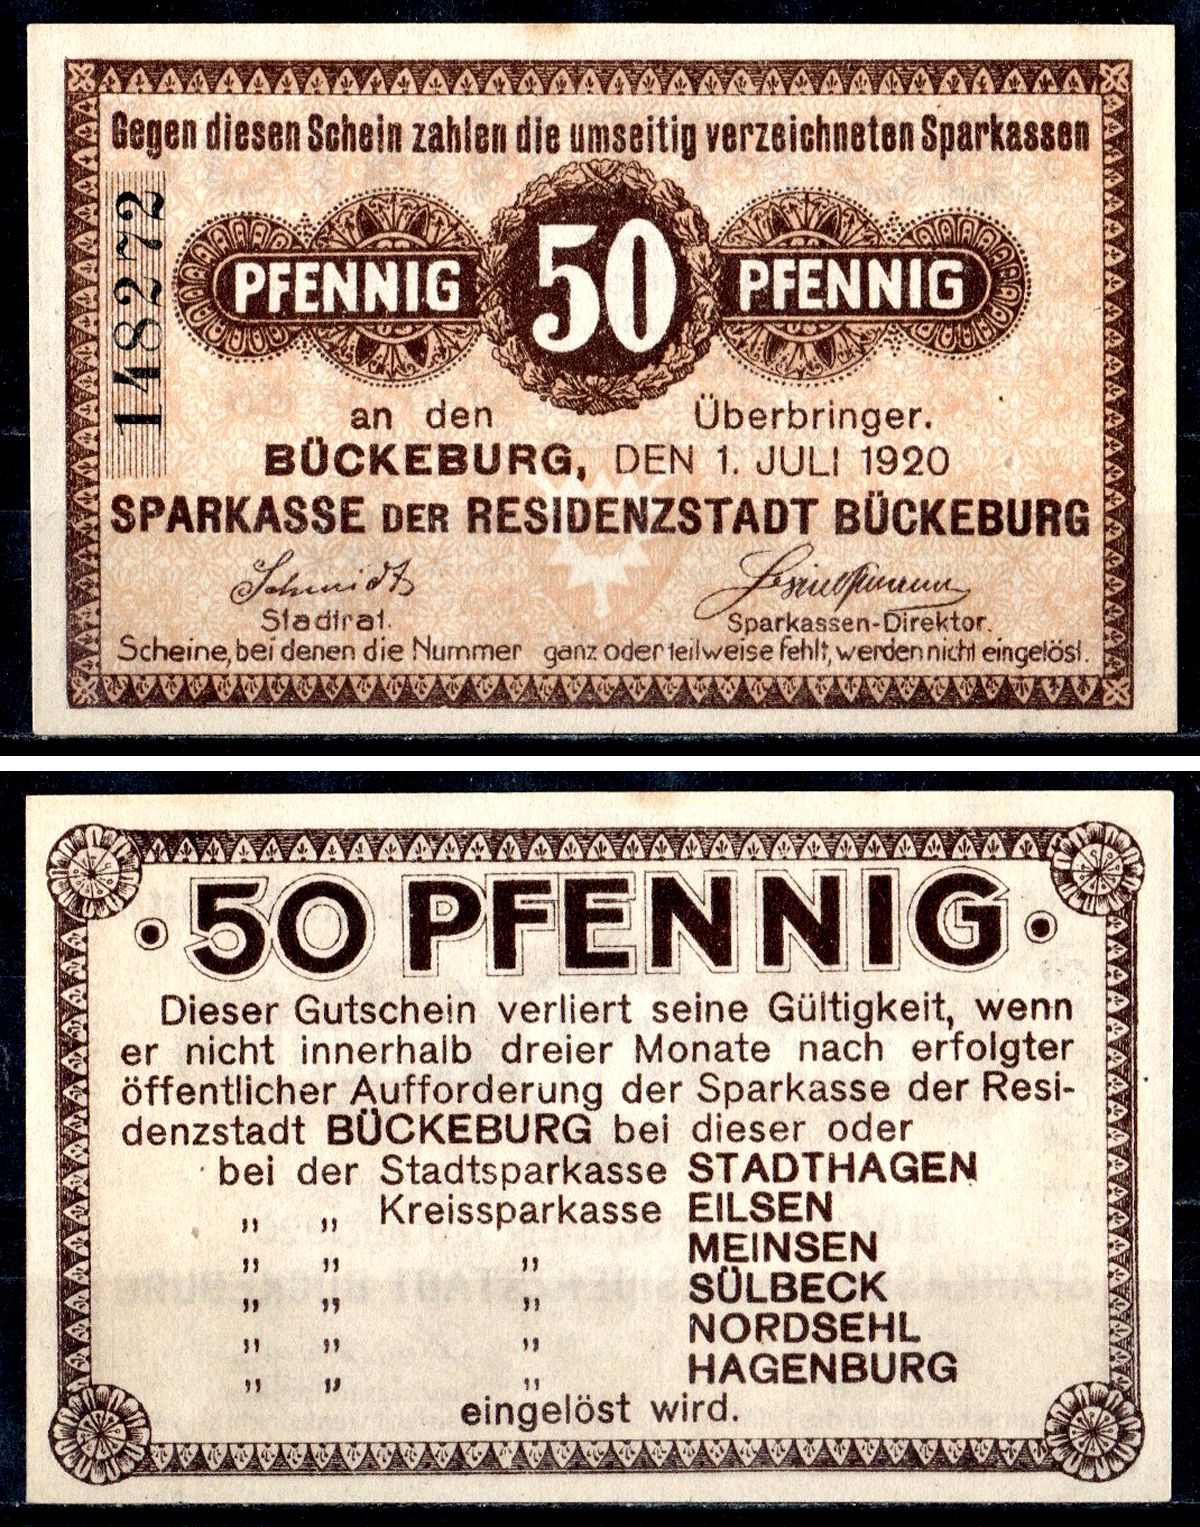 Gegen diesen Schein zahlen die umseitig verzeichneten Sparkassen
148272
PFENNIG 50 PFENNIG
an den Überbringer.
BÜCKEBURG, DEN 1. JULI 1920
SPARKASSE DER RESIDENZSTADT BÜCKEBURG
Schmidt
Stadtrat. Sparkassen-Direktor.
Scheine, bei denen die Nummer ganz oder teilweise fehlt, werden nicht eingelöst.
50 PFENNIG
Dieser Gutschein verliert seine Gültigkeit, wenn
er nicht innerhalb dreier Monate nach erfolgter
öffentlicher Aufforderung der Sparkasse der Resi-
denzstadt BÜCKEBURG bei dieser oder
bei der Stadtsparkasse STADTHAGEN
„ „ Kreissparkasse EILSEN
„ „ „ MEINSEN
„ „ „ SÜLBECK
„ „ „ NORDSEHL
„ „ „ HAGENBURG
eingelöst wird.